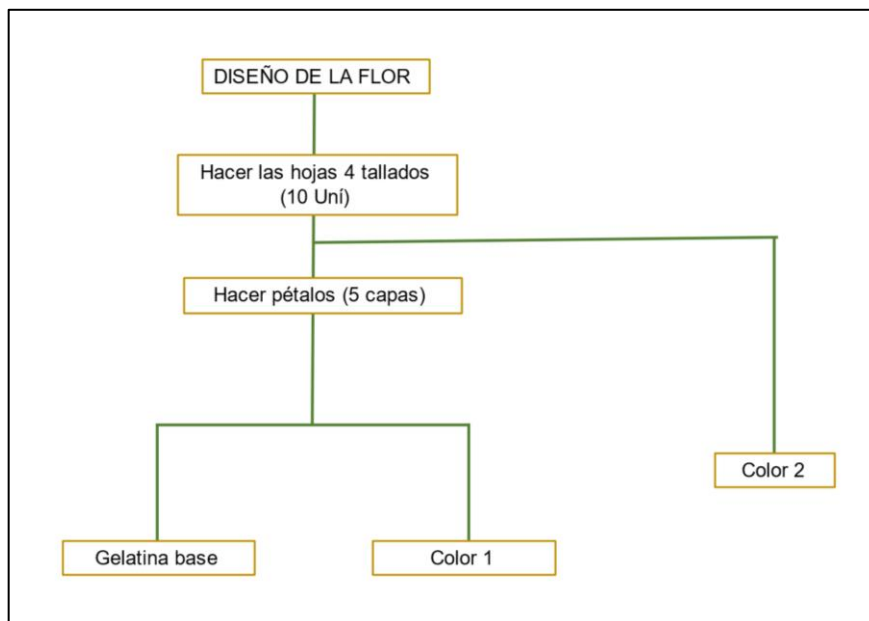 DISEÑO DE LA FLOR
Hacer las hojas 4 tallados
(10 Uní)
Hacer pétalos (5 capas)
Color 2
Gelatina base
Color 1